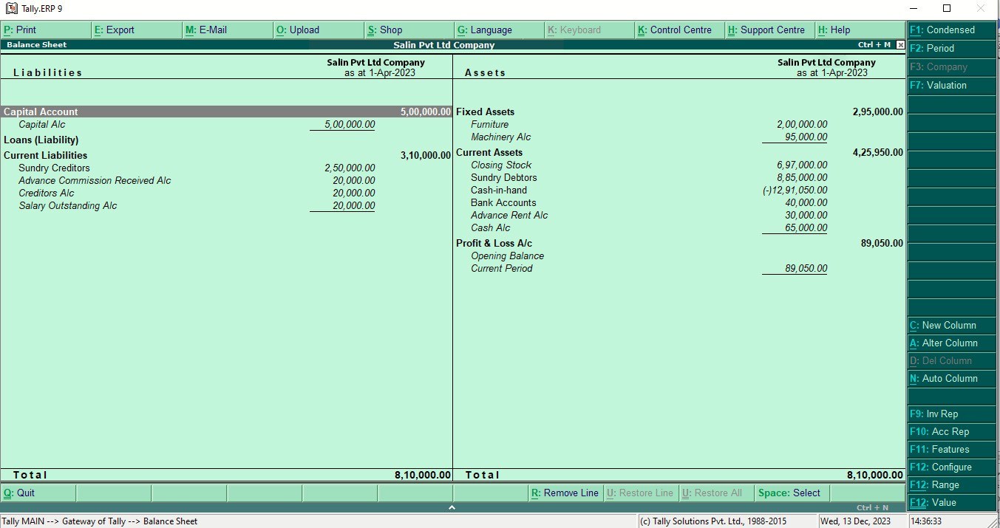 Tally.ERP 9
P: Print E: Export M: E-Mail O: Upload S: Shop G: Language K: Keyboard K: Control Centre H: Support Centre H: Help F1: Condensed
Balance Sheet Salin Pvt Ltd Company Ctrl + M
F2: Period
F3: Company
F7: Valuation
Salin Pvt Ltd Company Salin Pvt Ltd Company
Liabilities as at 1-Apr-2023 Assets as at 1-Apr-2023
Capital Account 5,00,000.00 Fixed Assets 2,95,000.00
Capital Alc 5,00,000.00 Furniture 2,00,000.00
Machinery Alc 95,000.00
Loans (Liability)
Current Liabilities 3,10,000.00 Current Assets 4,25,950.00
Sundry Creditors 2,50,000.00 Closing Stock 6,97,000.00
Advance Commission Received Alc 20,000.00 Sundry Debtors 8,85,000.00
Creditors Alc 20,000.00 Cash-in-hand (-)12,91,050.00
Salary Outstanding Alc 20,000.00 Bank Accounts 40,000.00
Advance Rent Alc 30,000.00
Cash Alc 65,000.00
Profit & Loss A/c 89,050.00
Opening Balance
Current Period 89,050.00
C: New Column
A: Alter Column
D: Del Column
N: Auto Column
F9: Inv Rep
F10: Acc Rep
F11: Features
F12: Configure
F12: Range
F12: Value
Total 8,10,000.00 Total 8,10,000.00
Q: Quit R: Remove Line U: Restore Line U: Restore All Space: Select
Ctrl + N
Tally MAIN --> Gateway of Tally --> Balance Sheet (c) Tally Solutions Pvt. Ltd., 1988-2015 Wed, 13 Dec, 2023 14:36:33